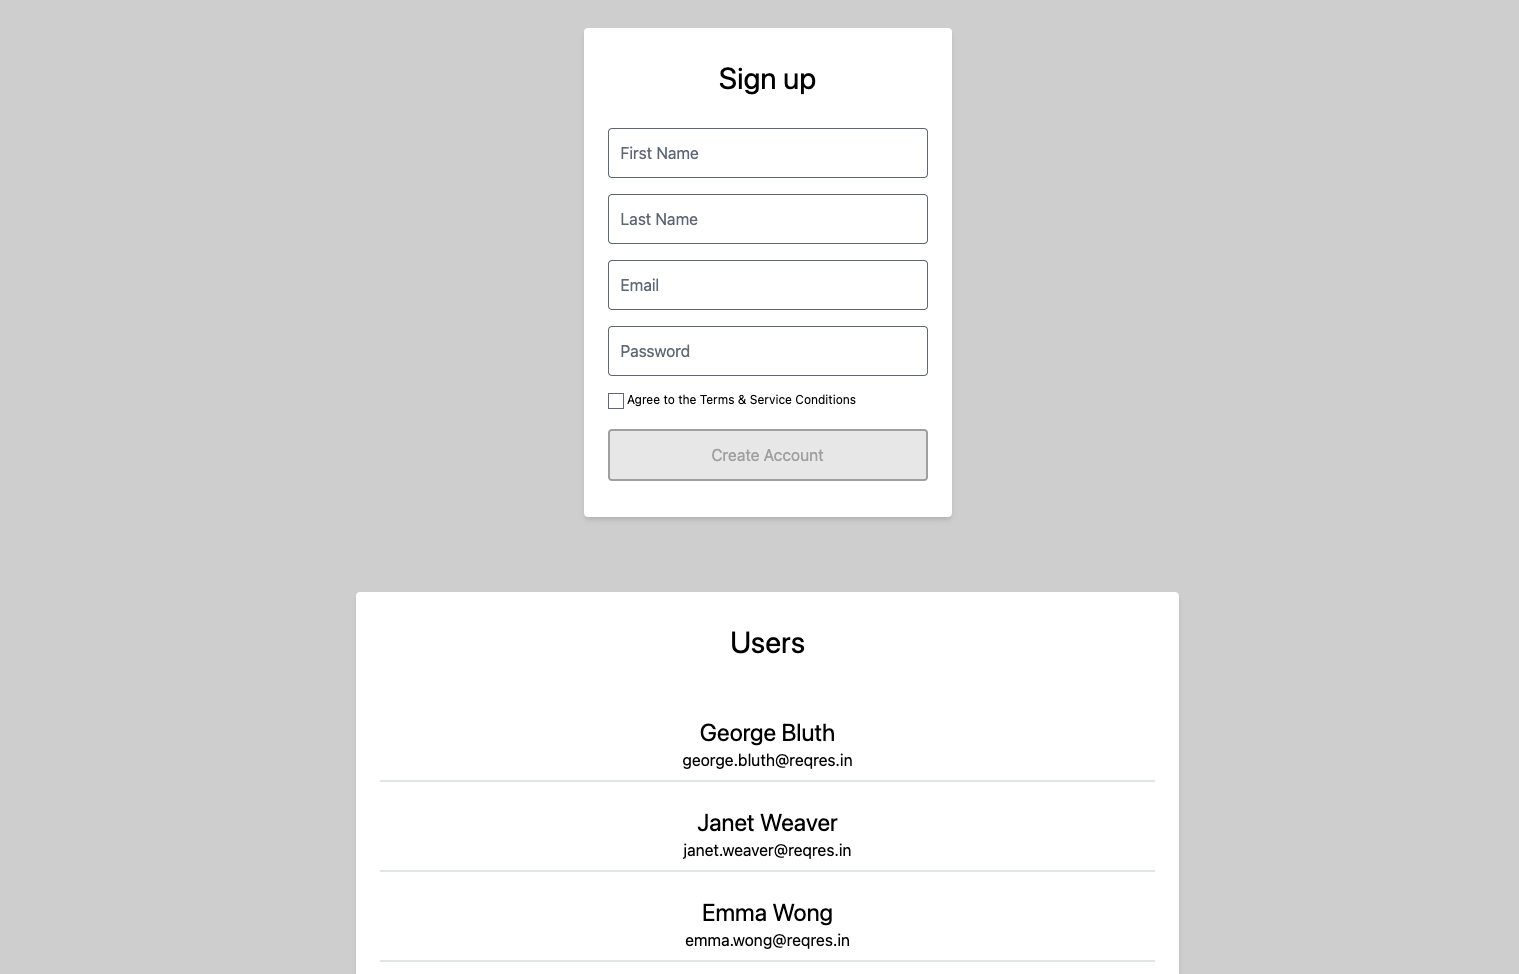 Sign up
First Name
Last Name
Email
Password
Agree to the Terms & Service Conditions
Create Account
Users
George Bluth
george.bluth@reqres.in
Janet Weaver
janet.weaver@reqres.in
Emma Wong
emma.wong@reqres.in